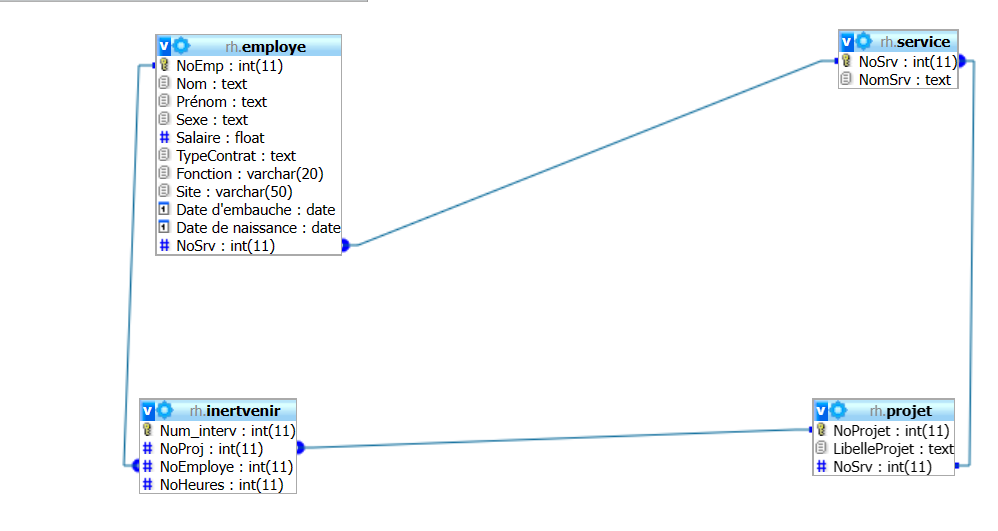 rh.employe
NoEmp : int(11)
Nom : text
Prénom : text
Sexe : text
Salaire : float
TypeContrat : text
Fonction : varchar(20)
Site : varchar(50)
Date d'embauche : date
Date de naissance : date
NoSrv : int(11)
rh.service
NoSrv : int(11)
NomSrv : text
rh.inertvenir
Num_interv : int(11)
NoProj : int(11)
NoEmploye : int(11)
NoHeures : int(11)
rh.projet
NoProjet : int(11)
LibelleProjet : text
NoSrv : int(11)